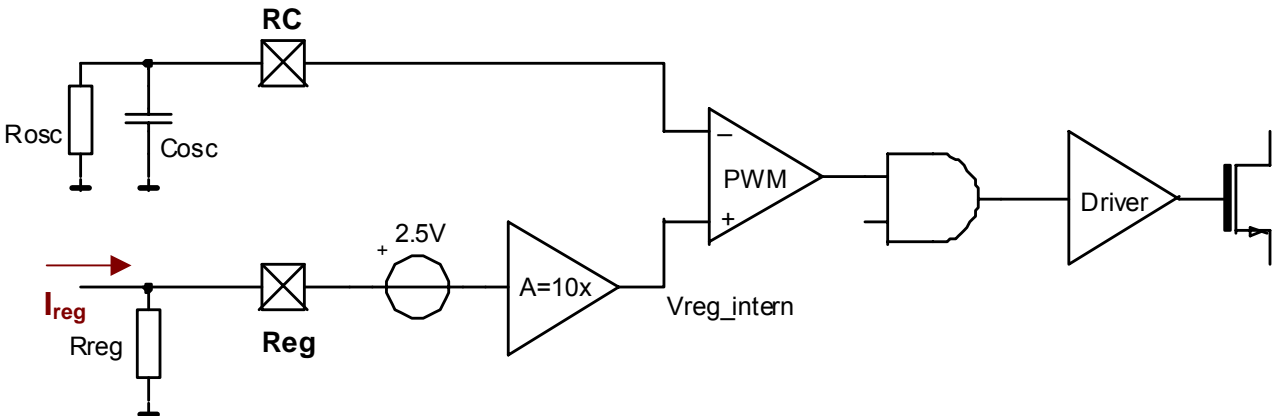 RC
Rosc
Cosc
−
PWM
+
Driver
+
2.5V
A=10x
Vreg_intern
Ireg
Rreg
Reg